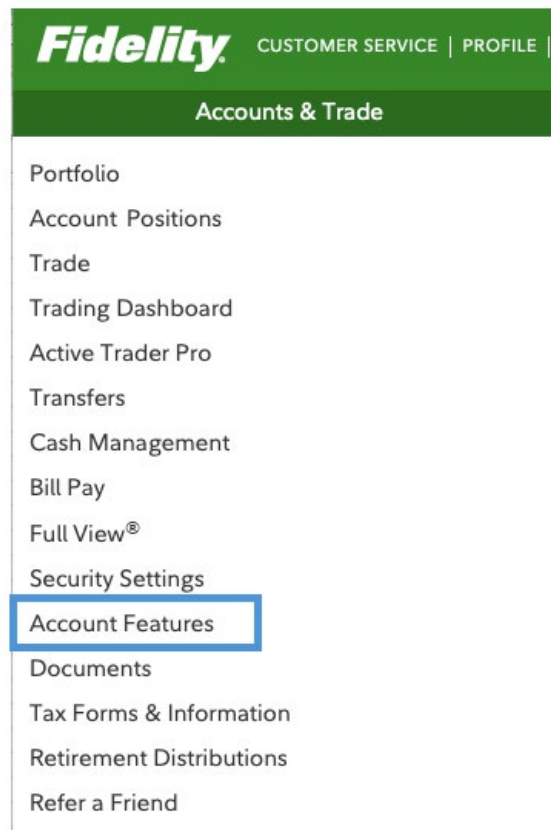 Fidelity. CUSTOMER SERVICE | PROFILE |
Accounts & Trade
Portfolio
Account Positions
Trade
Trading Dashboard
Active Trader Pro
Transfers
Cash Management
Bill Pay
Full View®
Security Settings
Account Features
Documents
Tax Forms & Information
Retirement Distributions
Refer a Friend